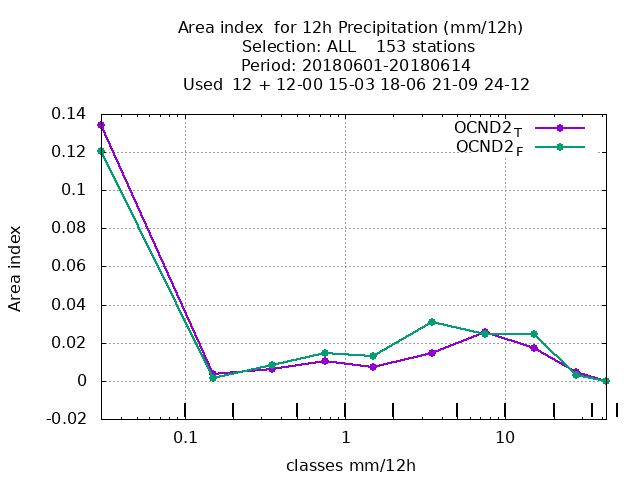 Area index  for 12h Precipitation (mm/12h)
Selection: ALL    153 stations
Period: 20180601-20180614
Used  12 + 12-00 15-03 18-06 21-09 24-12
OCND2T
OCND2F
0.14
0.12
0.1
0.08
0.06
0.04
0.02
0
-0.02
Area index
0.1 1 10
classes mm/12h